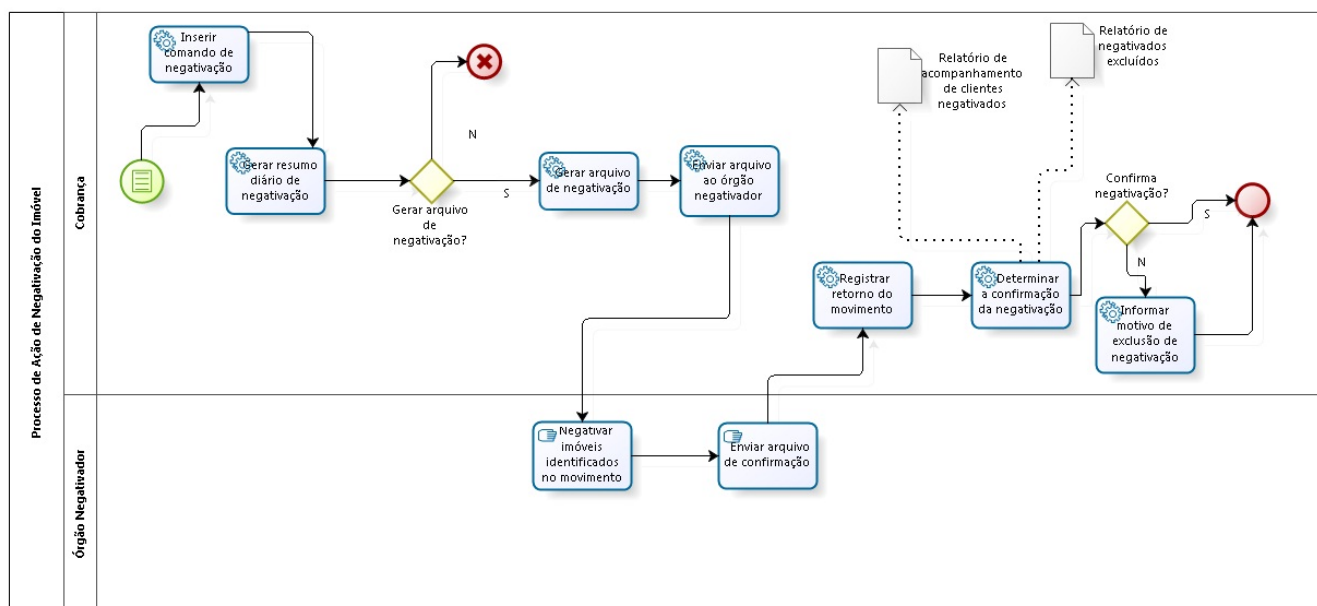 Processo de Ação de Negativação do Imóvel
Cobrança
Inserir
comando de
negativação
Gerar resumo
diário de
negativação
Gerar arquivo
de
negativação?
N
S
Gerar arquivo
de negativação
Enviar arquivo
ao órgão
negativador
Relatório de
acompanhamento
de clientes
negativados
Relatório de
negativados
excluídos
Registrar
retorno do
movimento
Determinar
a confirmação
da negativação
Confirma
negativação?
S
N
Informar
motivo de
exclusão de
negativação
Órgão Negativador
Negativar
imóveis
identificados
no movimento
Enviar arquivo
de confirmação